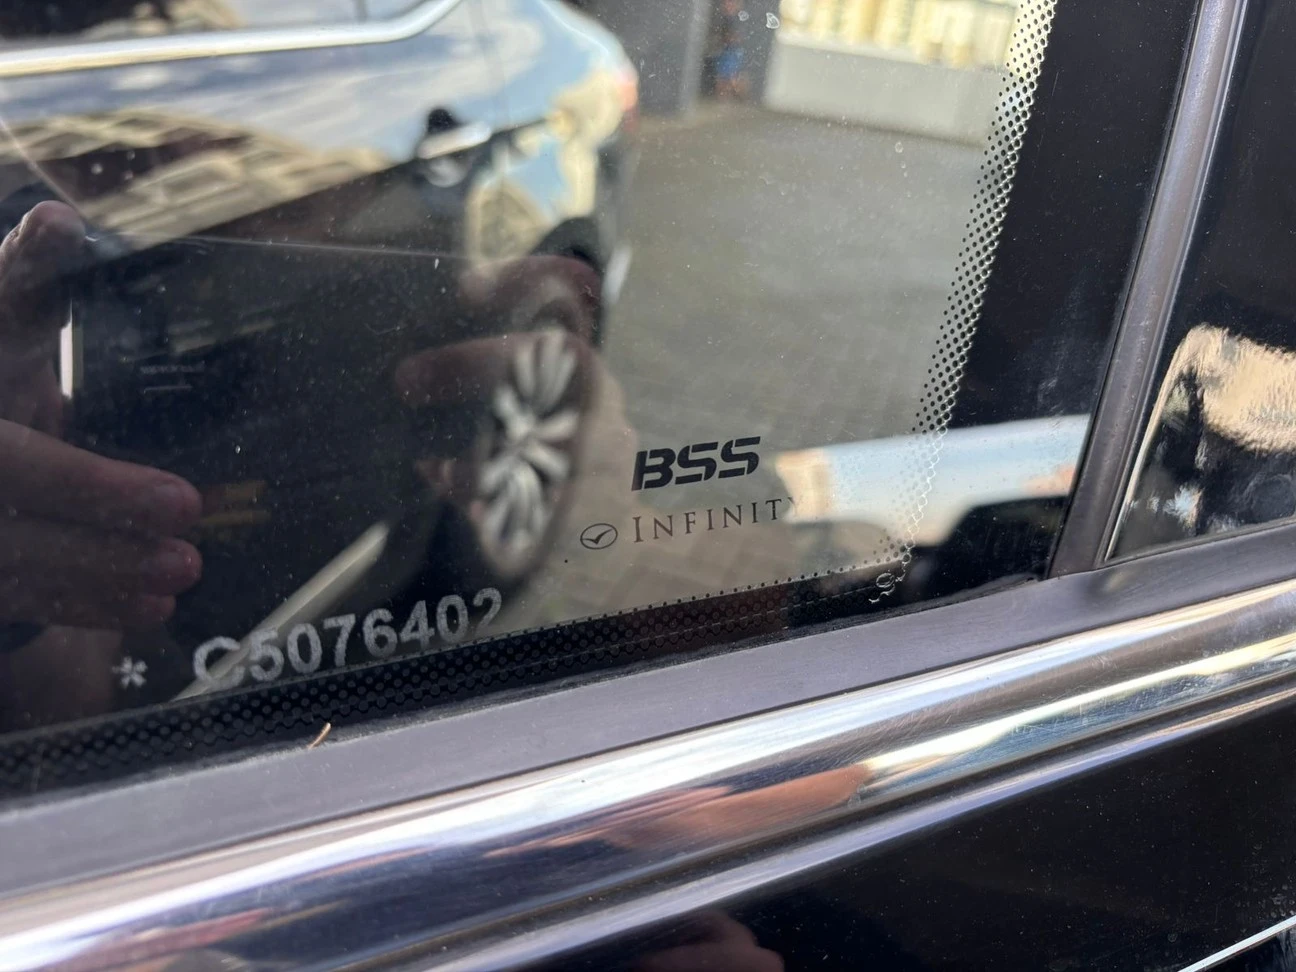 BSS
INFINITY
* C5076402